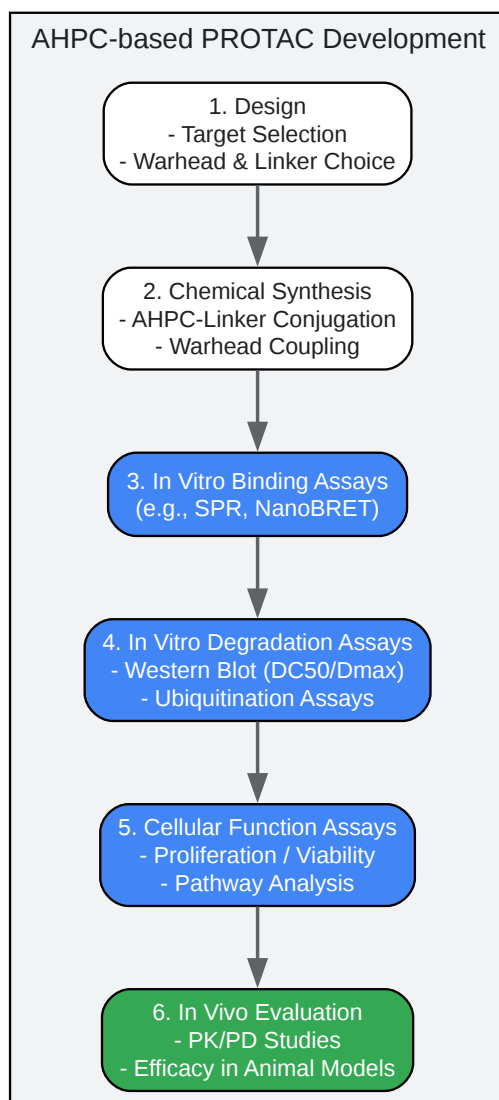 AHPC-based PROTAC Development
1. Design
- Target Selection
- Warhead & Linker Choice
2. Chemical Synthesis
- AHPC-Linker Conjugation
- Warhead Coupling
3. In Vitro Binding Assays
(e.g., SPR, NanoBRET)
4. In Vitro Degradation Assays
- Western Blot (DC50/Dmax)
- Ubiquitination Assays
5. Cellular Function Assays
- Proliferation / Viability
- Pathway Analysis
6. In Vivo Evaluation
- PK/PD Studies
- Efficacy in Animal Models